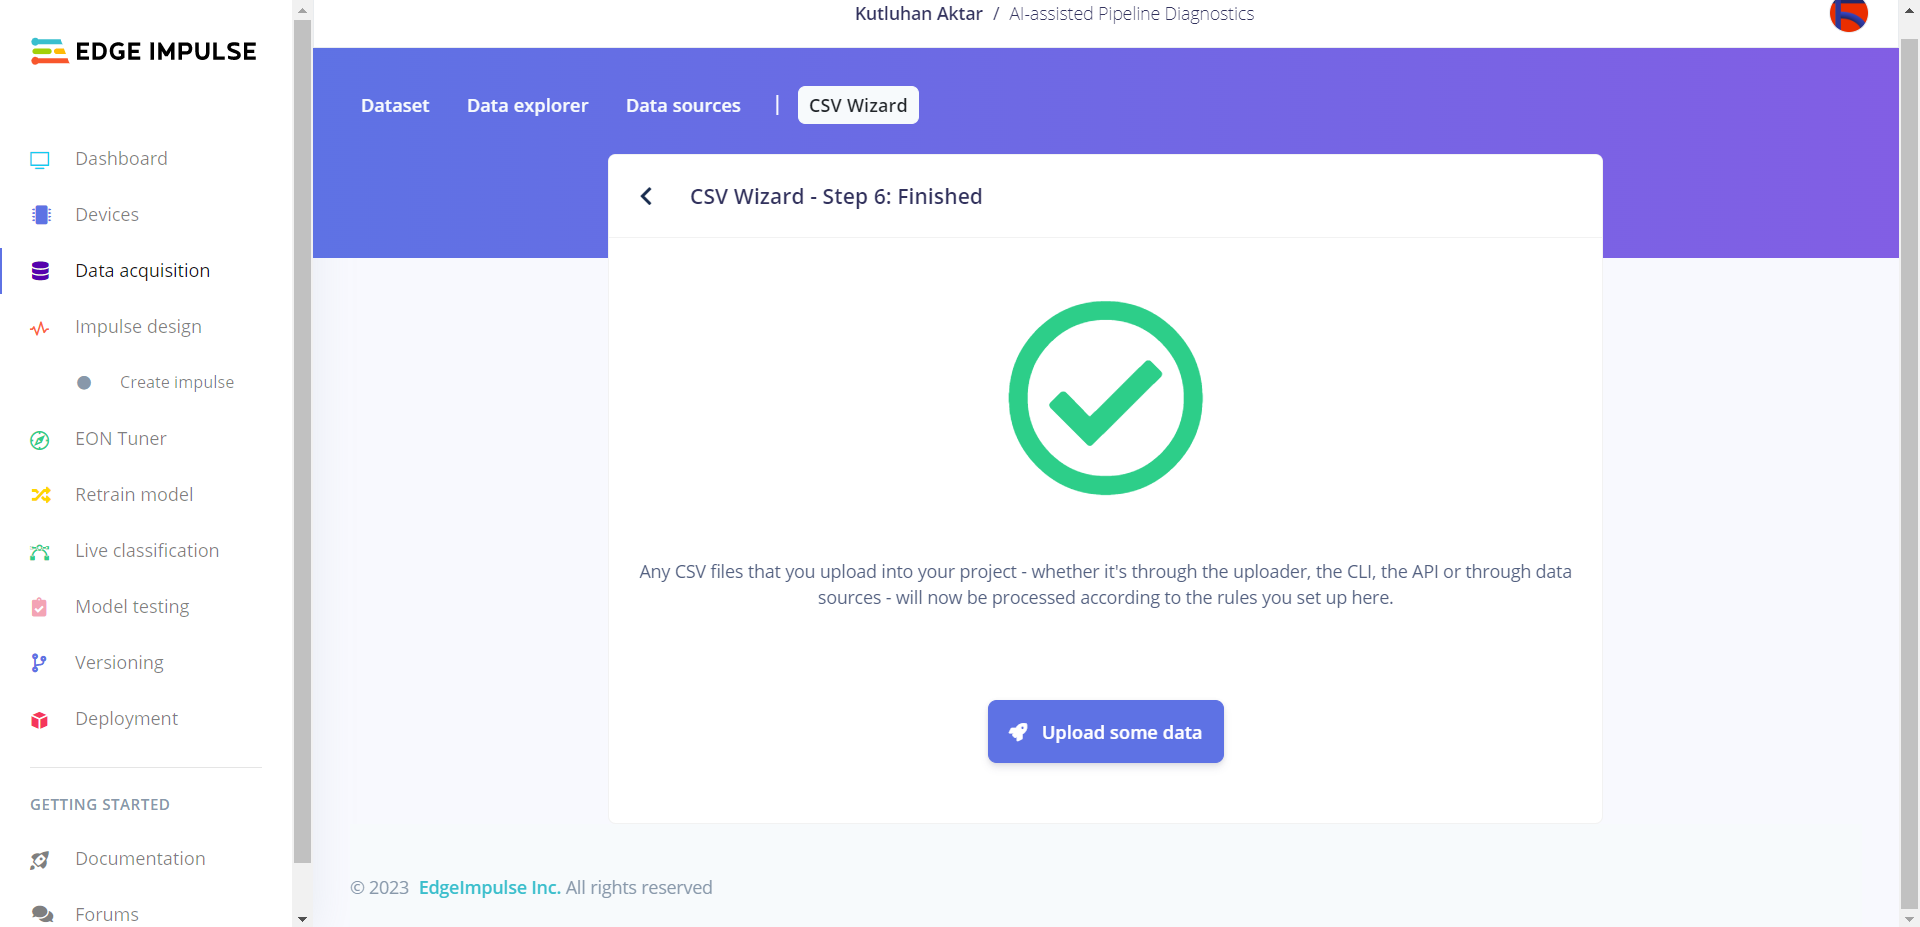 Kutluhan Aktar / AI-assisted Pipeline Diagnostics
EDGE IMPULSE
Dataset Data explorer Data sources | CSV Wizard
Dashboard
Devices
Data acquisition
Impulse design
Create impulse
EON Tuner
Retrain model
Live classification
Model testing
Versioning
Deployment
GETTING STARTED
Documentation
Forums
CSV Wizard - Step 6: Finished
Any CSV files that you upload into your project - whether it's through the uploader, the CLI, the API or through data
sources - will now be processed according to the rules you set up here.
Upload some data
© 2023 EdgeImpulse Inc. All rights reserved